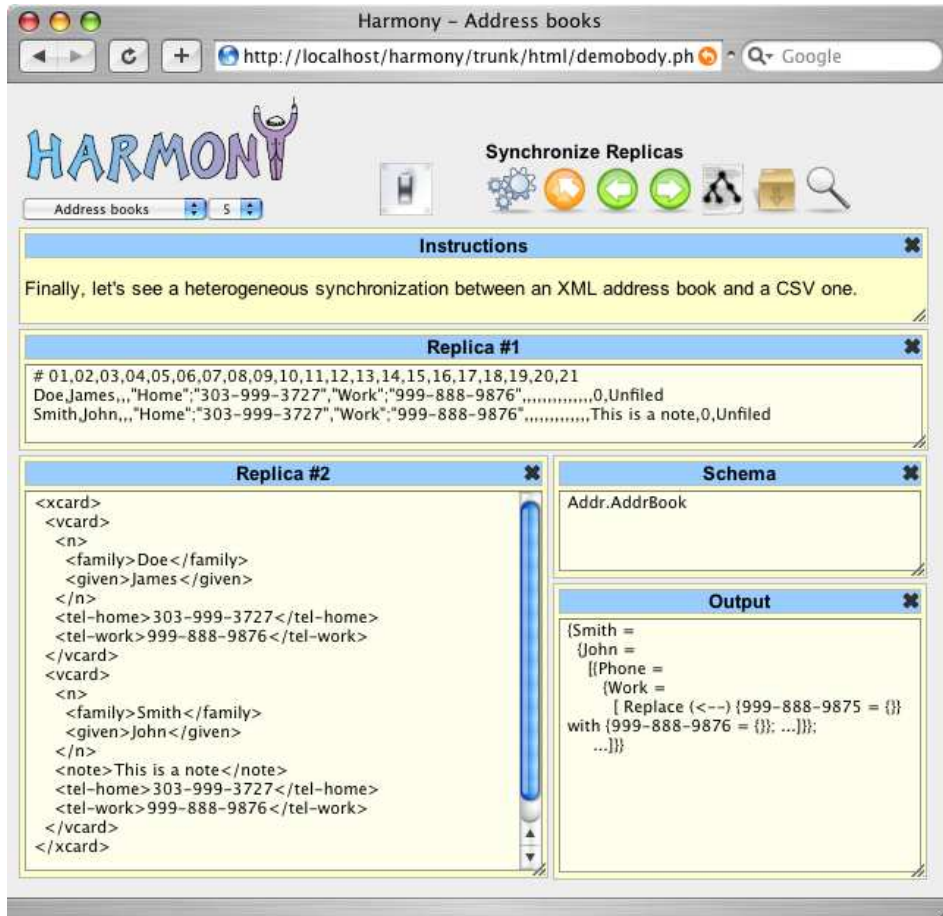 Harmony – Address books
http://localhost/harmony/trunk/html/demobody.ph
Google
HARMONY
Synchronize Replicas
Address books
5
Instructions
Finally, let's see a heterogeneous synchronization between an XML address book and a CSV one.
Replica #1
# 01,02,03,04,05,06,07,08,09,10,11,12,13,14,15,16,17,18,19,20,21
Doe,James,,,"Home";"303-999-3727","Work";"999-888-9876",,,,,,,,,,,,,,0,Unfiled
Smith,John,,,"Home";"303-999-3727","Work";"999-888-9876",,,,,,,,,,,,,This is a note,0,Unfiled
Replica #2
<xcard>
<vcard>
<n>
<family>Doe</family>
<given>James</given>
</n>
<tel-home>303-999-3727</tel-home>
<tel-work>999-888-9876</tel-work>
</vcard>
<vcard>
<n>
<family>Smith</family>
<given>John</given>
</n>
<note>This is a note</note>
<tel-home>303-999-3727</tel-home>
<tel-work>999-888-9876</tel-work>
</vcard>
</xcard>
Schema
Addr.AddrBook
Output
{Smith =
{John =
[{Phone =
{Work =
[ Replace (<--) {999-888-9875 = {}}
with {999-888-9876 = {}}; ...]}};
...]}}